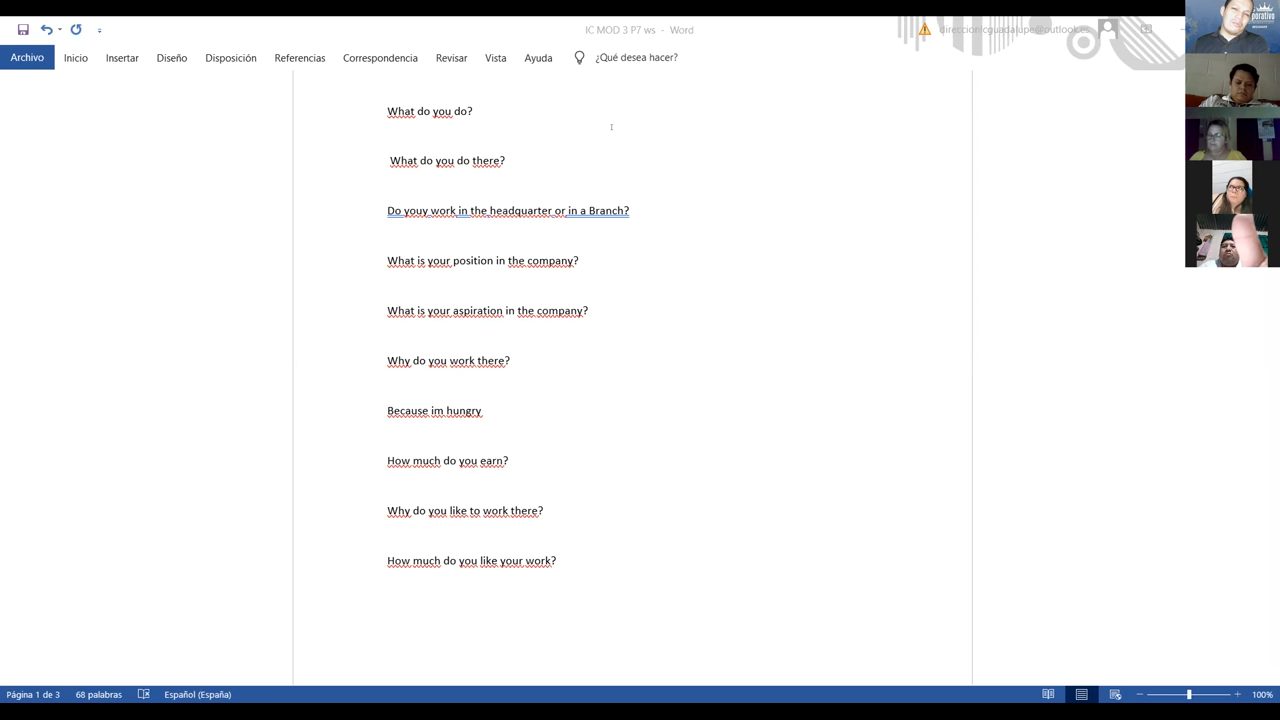 IC MOD 3 P7 ws - Word
direccionicguadalupe@outlook.es
porativo
Archivo Inicio Insertar Diseño Disposición Referencias Correspondencia Revisar Vista Ayuda ¿Qué desea hacer?
What do you do?
What do you do there?
Do youy work in the headquarter or in a Branch?
What is your position in the company?
What is your aspiration in the company?
Why do you work there?
Because im hungry
How much do you earn?
Why do you like to work there?
How much do you like your work?
Página 1 de 3 68 palabras Español (España) 100%